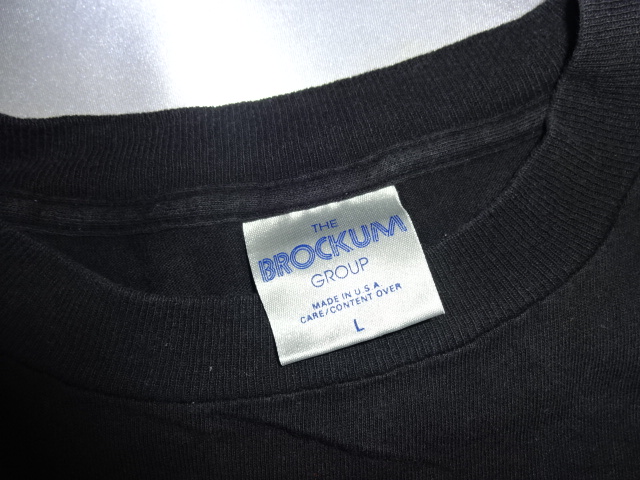 THE
BROCKUM
GROUP
MADE IN U.S.A
CARE/CONTENT OVER
L